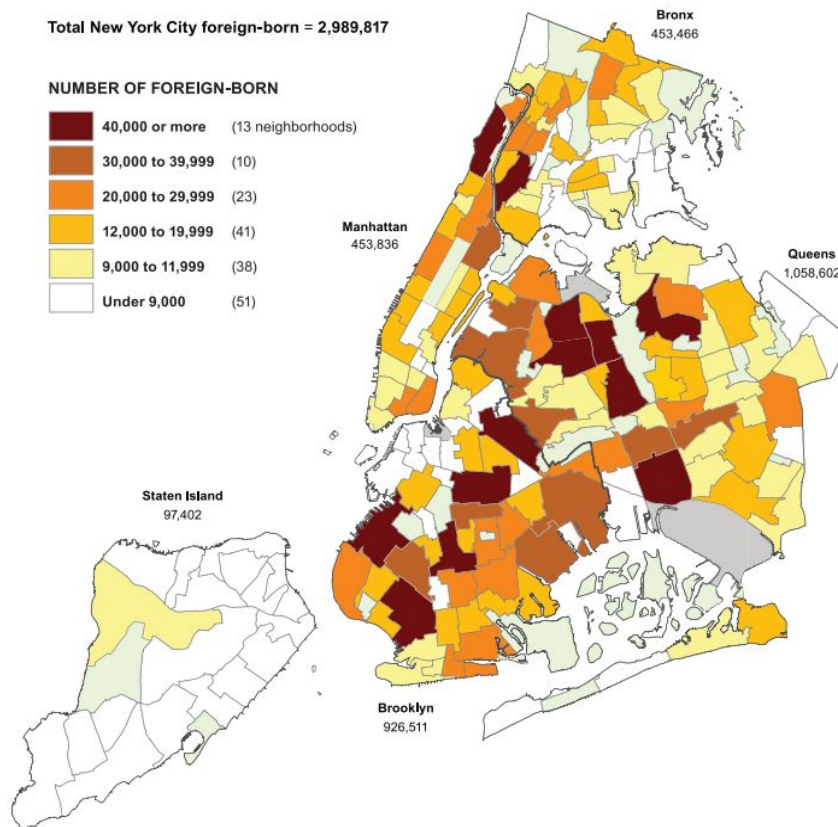 Total New York City foreign-born = 2,989,817
Bronx
453,466
NUMBER OF FOREIGN-BORN
40,000 or more (13 neighborhoods)
30,000 to 39,999 (10)
20,000 to 29,999 (23)
12,000 to 19,999 (41)
9,000 to 11,999 (38)
Under 9,000 (51)
Manhattan
453,836
Queens
1,058,602
Staten Island
97,402
Brooklyn
926,511